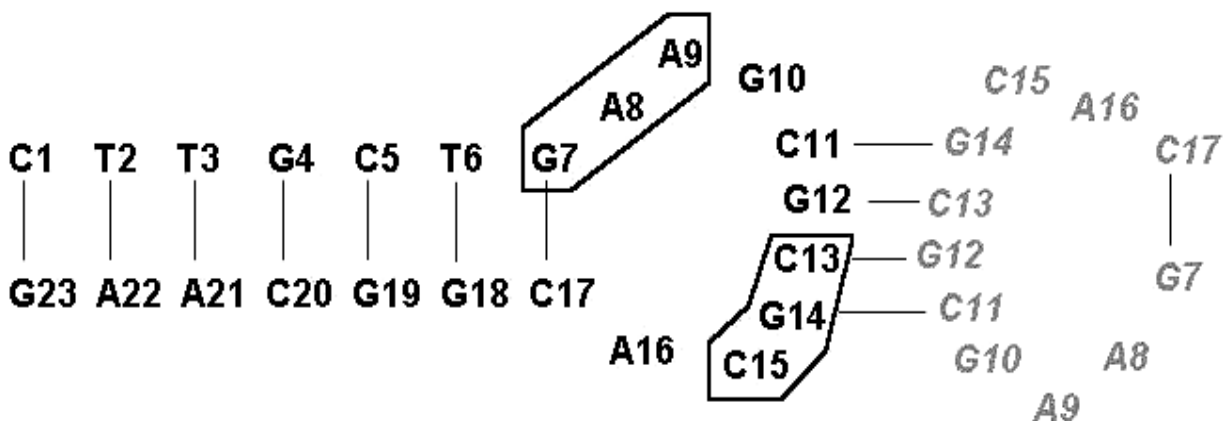 A9
G10
C15
A16
A8
C1 T2 T3 G4 C5 T6 G7
C11 G14 C17
G12 C13
C13 G12
G23 A22 A21 C20 G19 G18 C17 G7
G14 C11
A16 C15 G10 A8
A9